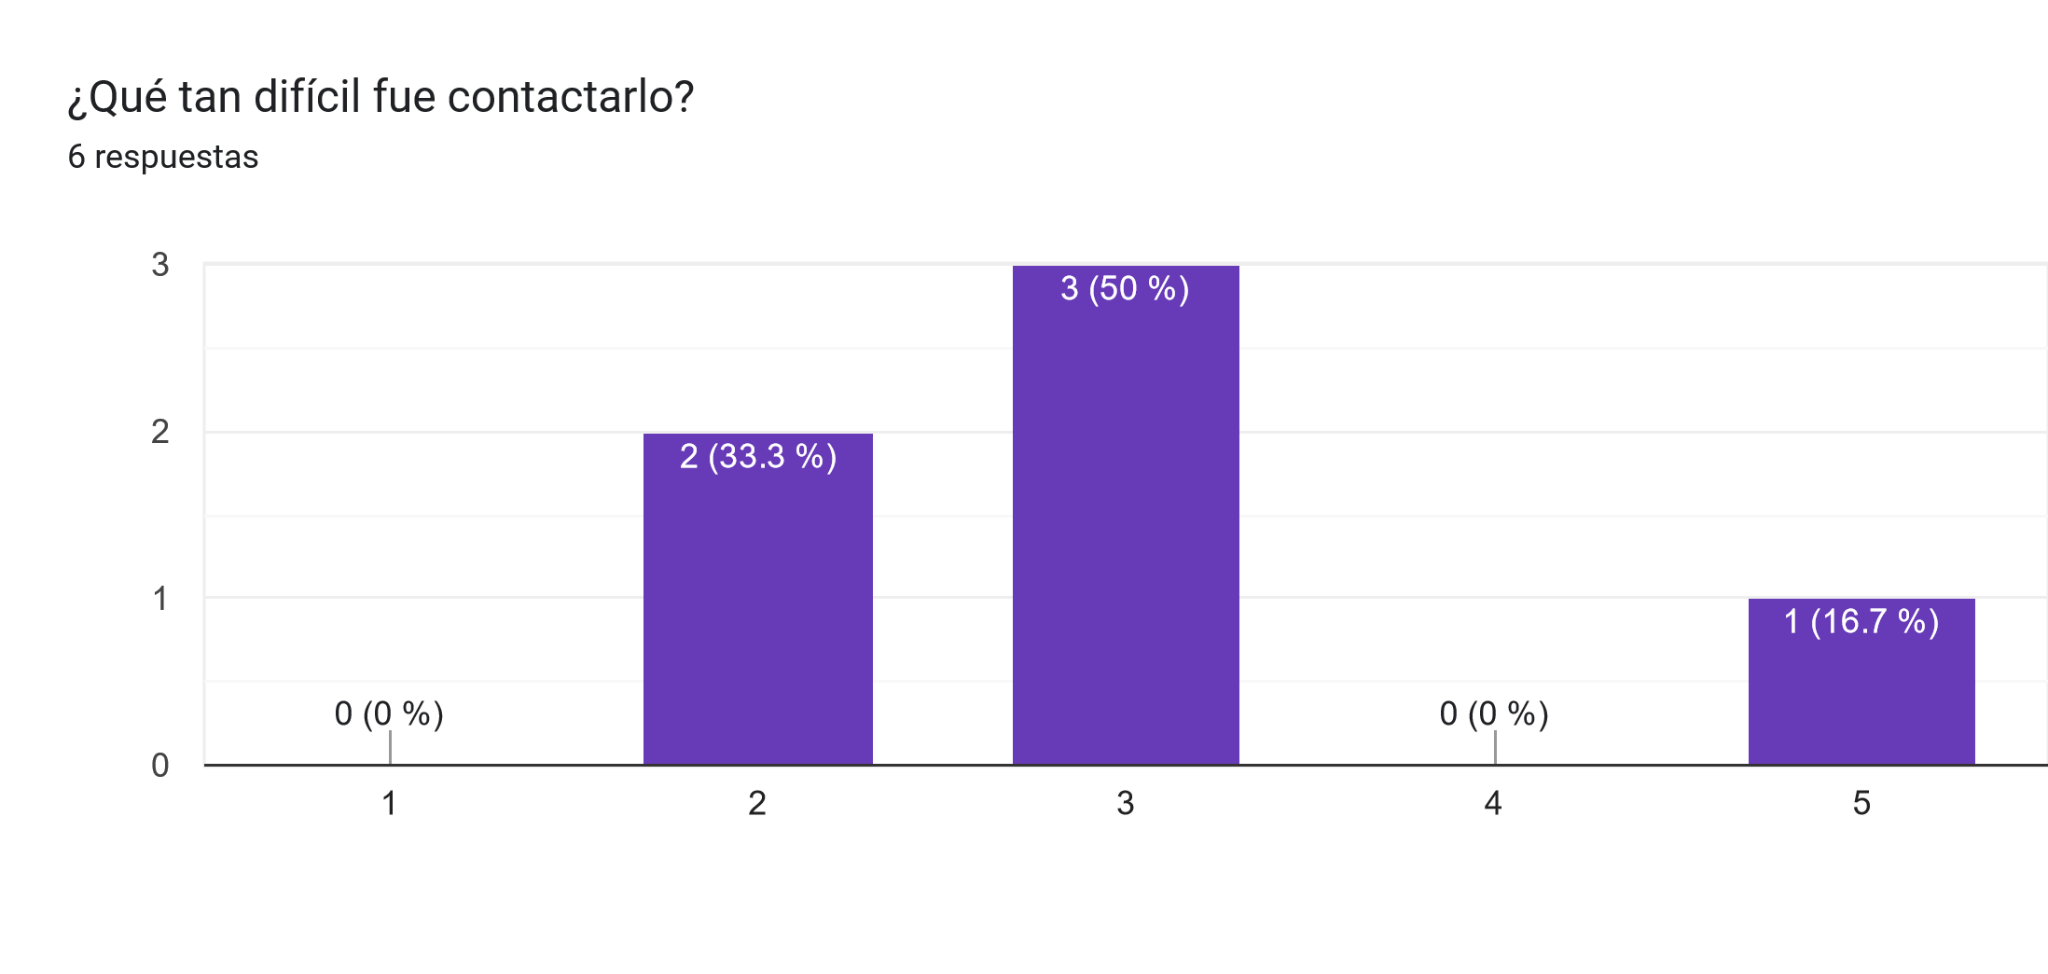 ¿Qué tan difícil fue contactarlo?
6 respuestas
3
3 (50 %)
2
2 (33.3 %)
1
1 (16.7 %)
0 (0 %)
0 (0 %)
0
1
2
3
4
5